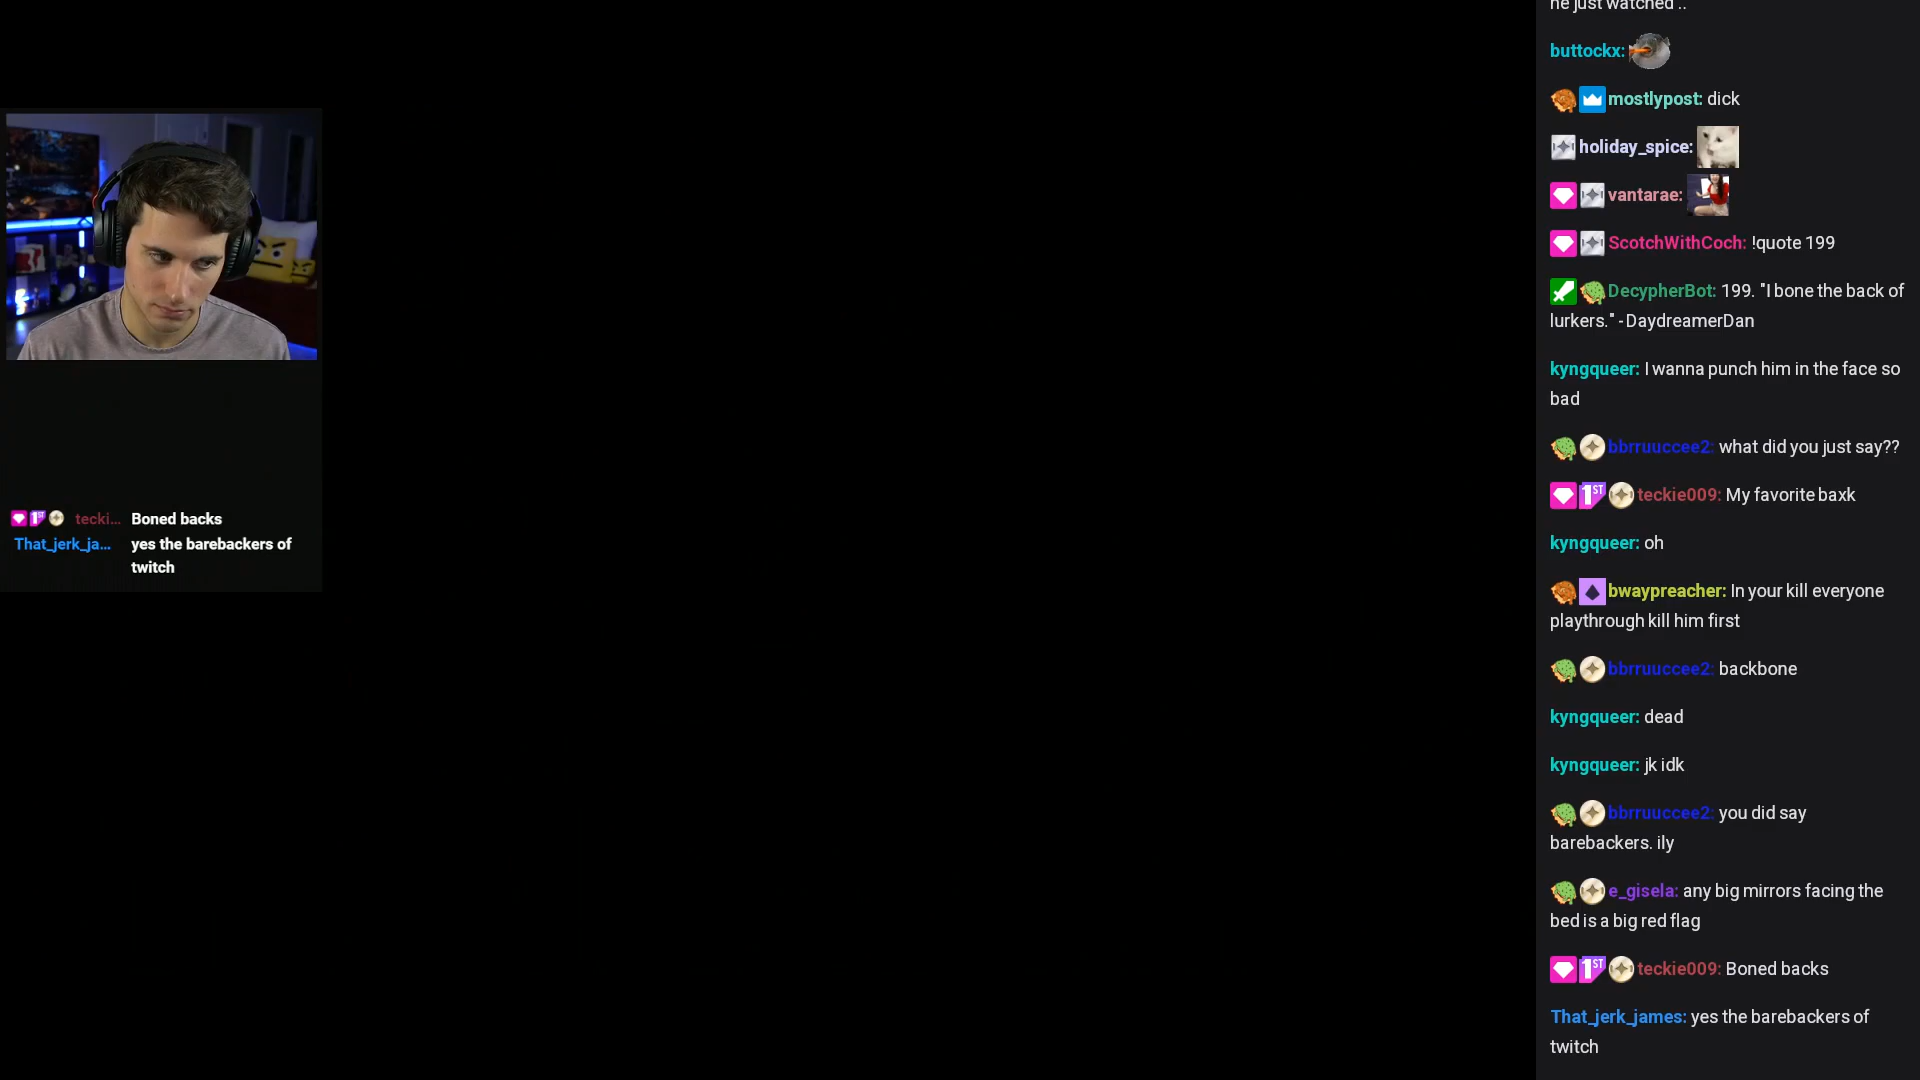 he just watched ..
buttockx:
mostlypost: dick
holiday_spice:
vantarae:
ScotchWithCoch: !quote 199
DecypherBot: 199. "I bone the back of
lurkers." - DaydreamerDan
kyngqueer: I wanna punch him in the face so
bad
bbrruuccee2: what did you just say??
1ST teckie009: My favorite baxk
kyngqueer: oh
bwaypreacher: In your kill everyone
playthrough kill him first
bbrruuccee2: backbone
kyngqueer: dead
kyngqueer: jk idk
bbrruuccee2: you did say
barebackers. ily
e_gisela: any big mirrors facing the
bed is a big red flag
1ST teckie009: Boned backs
That_jerk_james: yes the barebackers of
twitch
1ST tecki... Boned backs
That_jerk_ja... yes the barebackers of
twitch